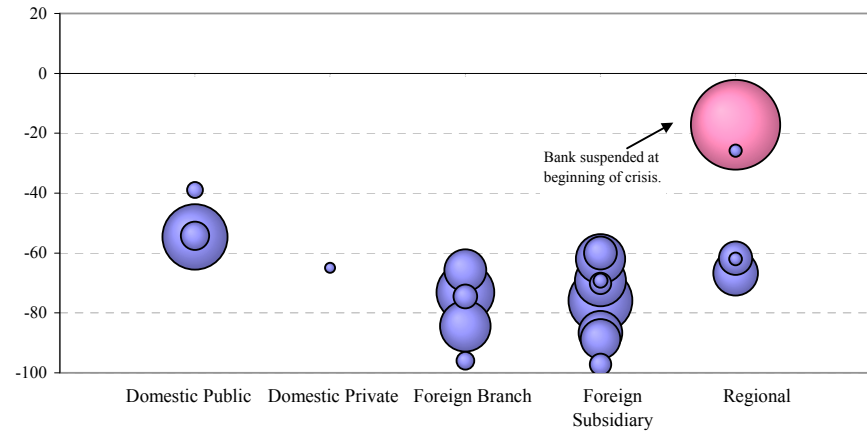 20
0
-20
-40
-60
-80
-100
Bank suspended at
beginning of crisis.
Domestic Public
Domestic Private
Foreign Branch
Foreign
Subsidiary
Regional